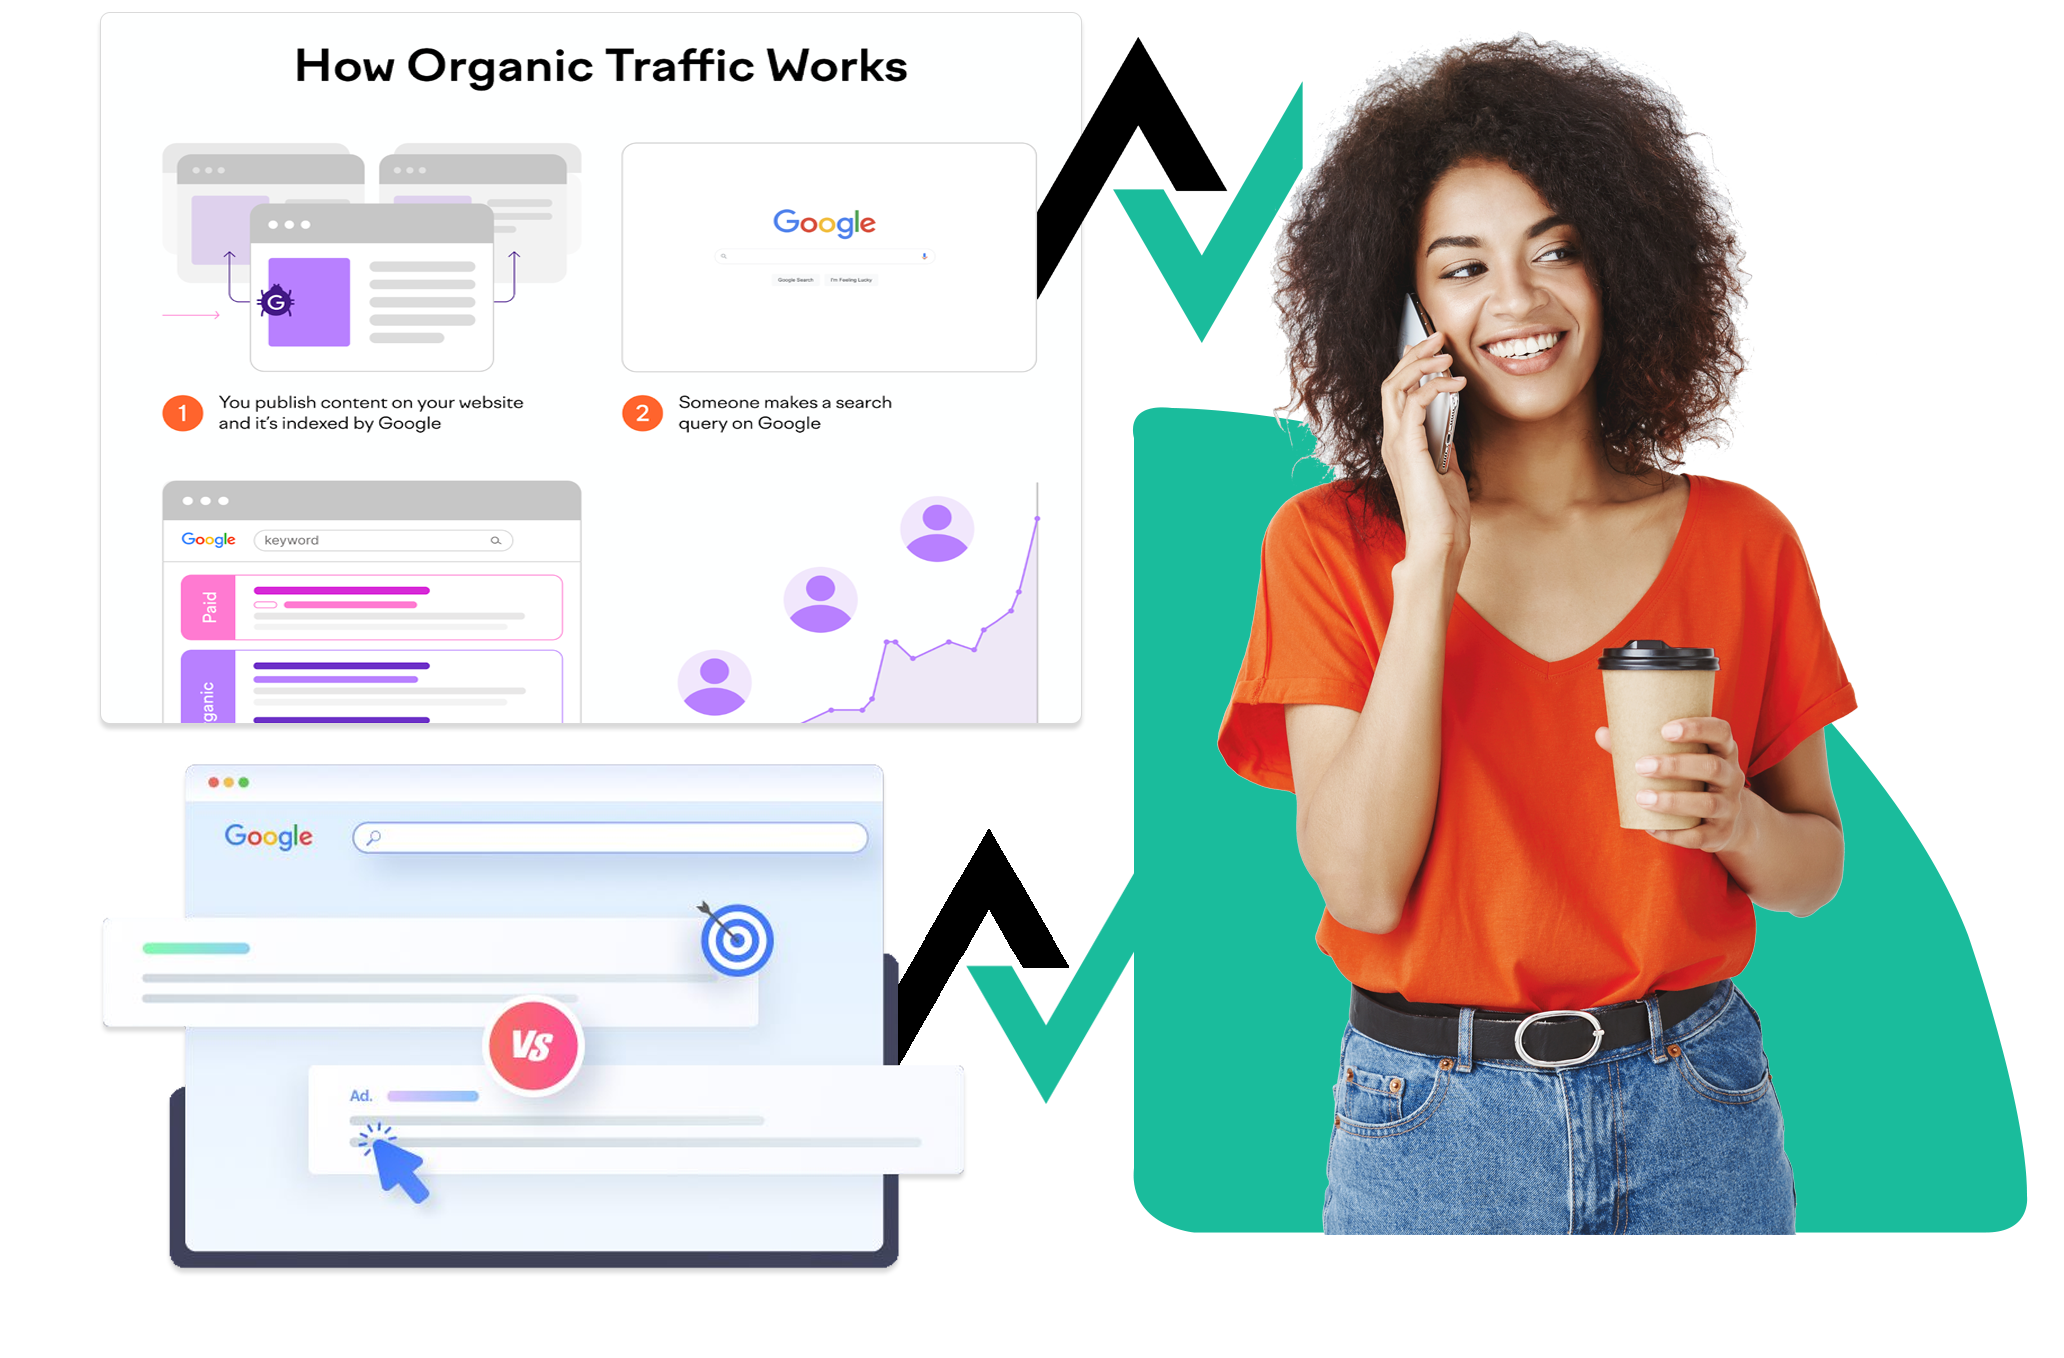 How Organic Traffic Works
G
Google
Google Search
I'm Feeling Lucky
1
You publish content on your website
and it's indexed by Google
2
Someone makes a search
query on Google
Google
keyword
Paid
ganic
Google
VS
Ad.